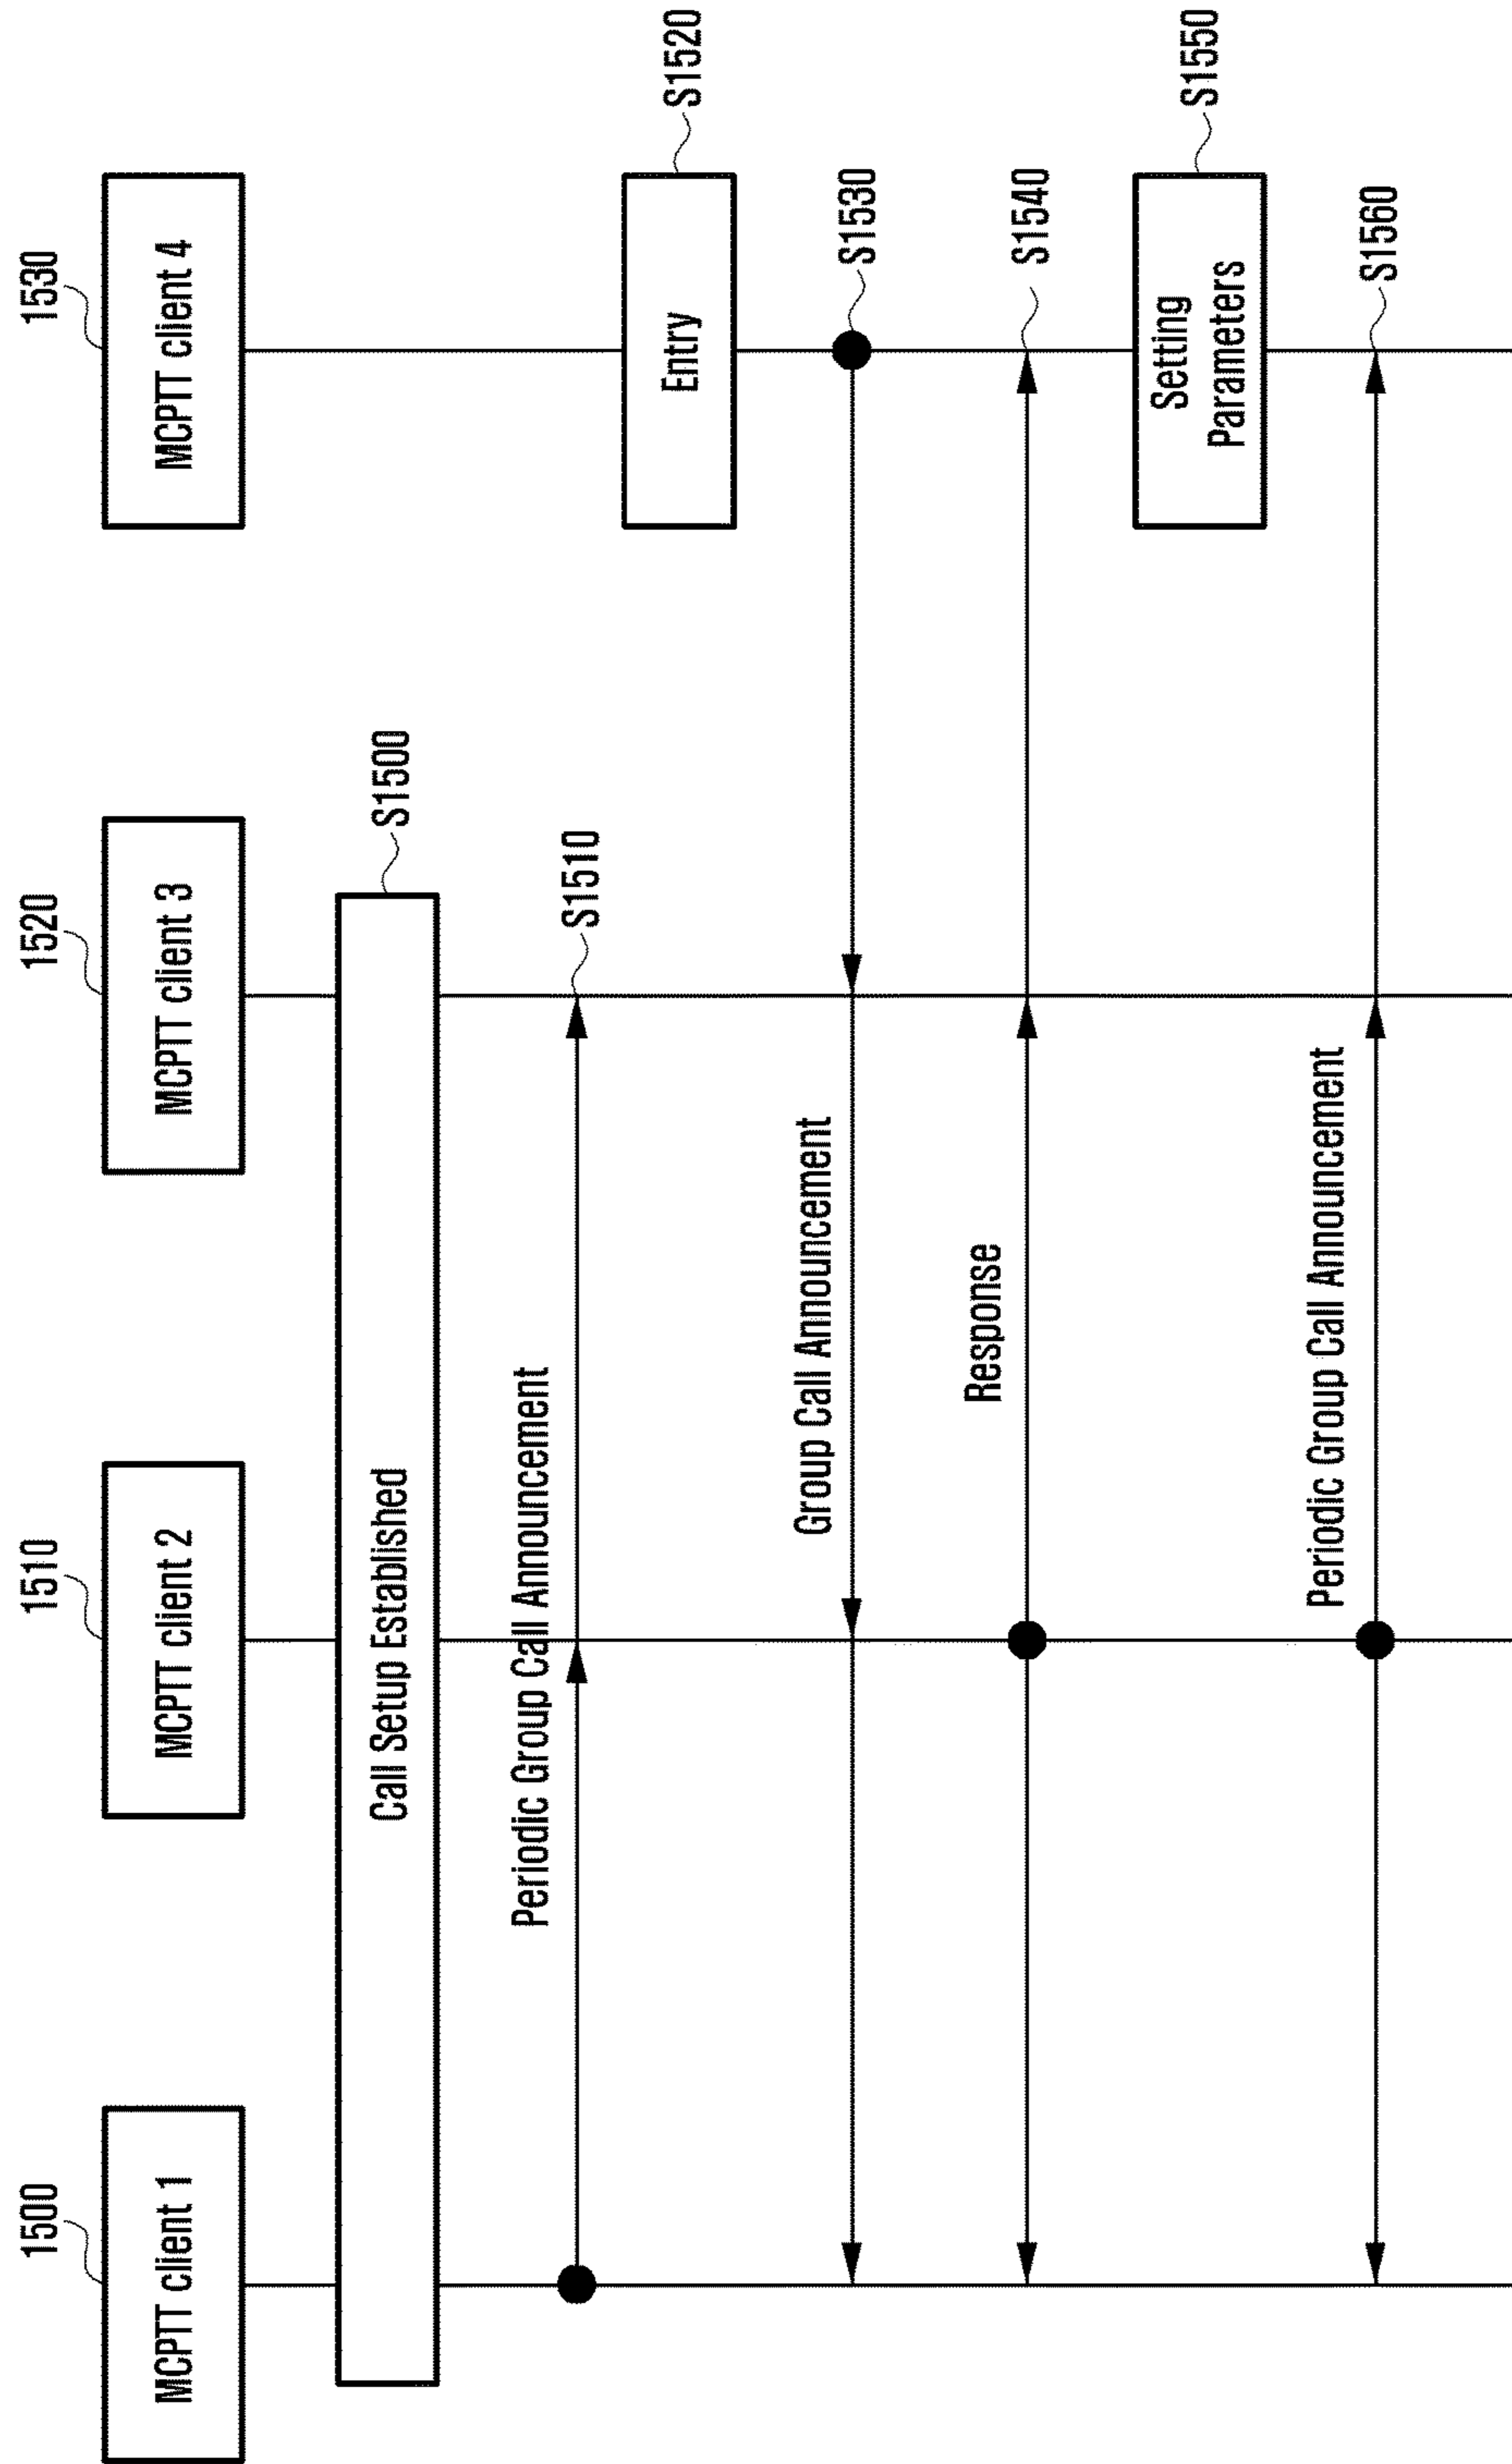 1500
1510
1520
1530
MCPTT client 1
MCPTT client 2
MCPTT client 3
MCPTT client 4
Call Setup Established
S1500
Periodic Group Call Announcement
S1510
Entry
S1520
Group Call Announcement
S1530
Response
S1540
Setting
Parameters
S1550
Periodic Group Call Announcement
S1560